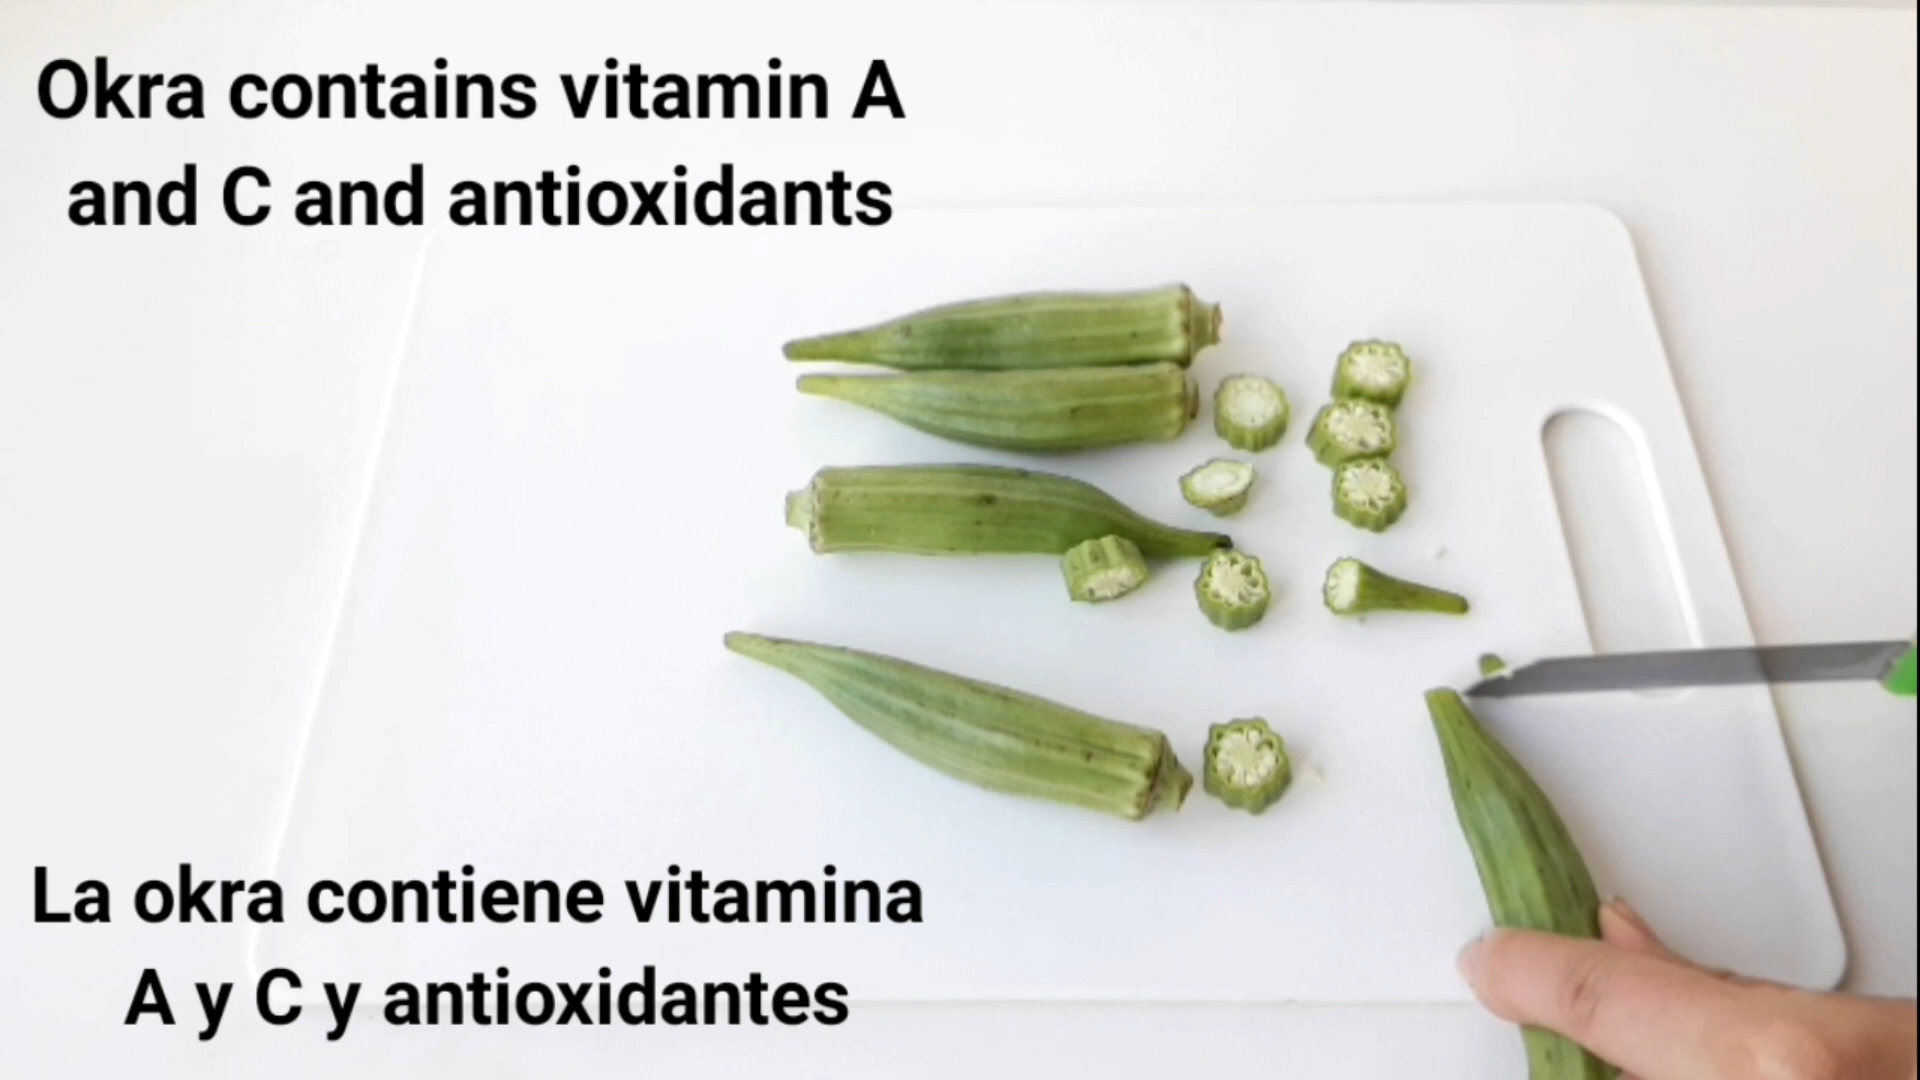 Okra contains vitamin A
and C and antioxidants
La okra contiene vitamina
A y C y antioxidantes